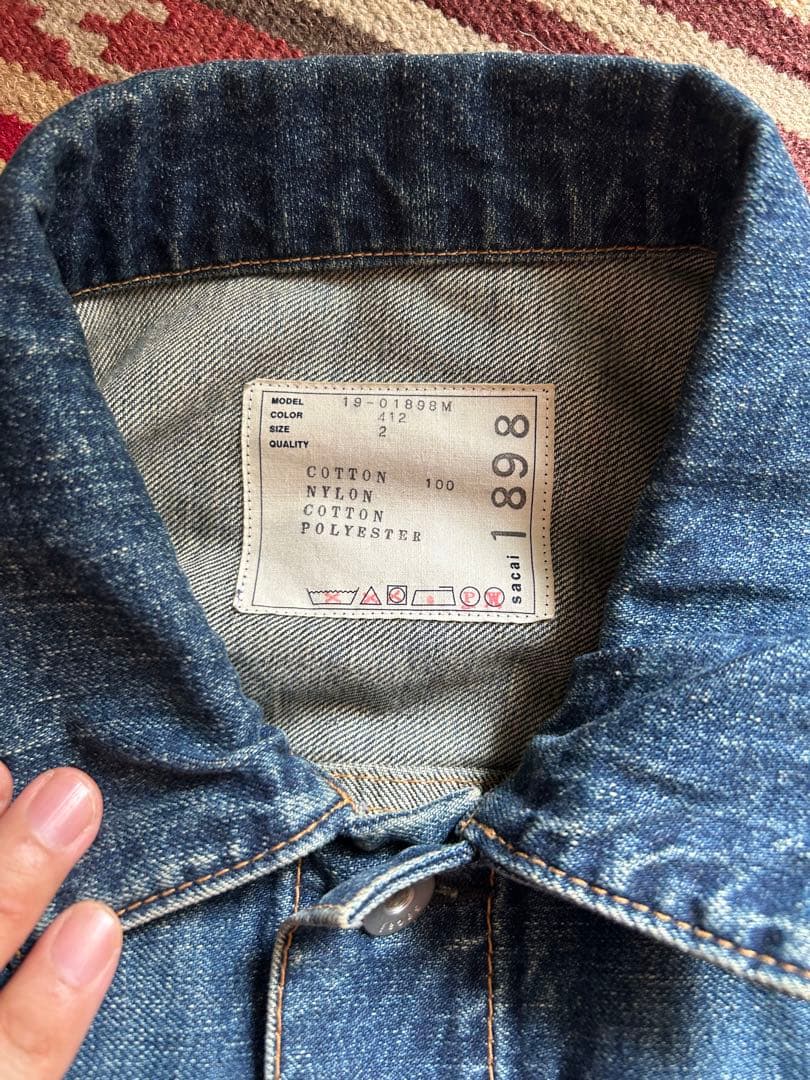 MODEL 19-01898M
COLOR 412
SIZE 2
QUALITY
COTTON 100
NYLON
COTTON
POLYESTER
P W
sacai 1898